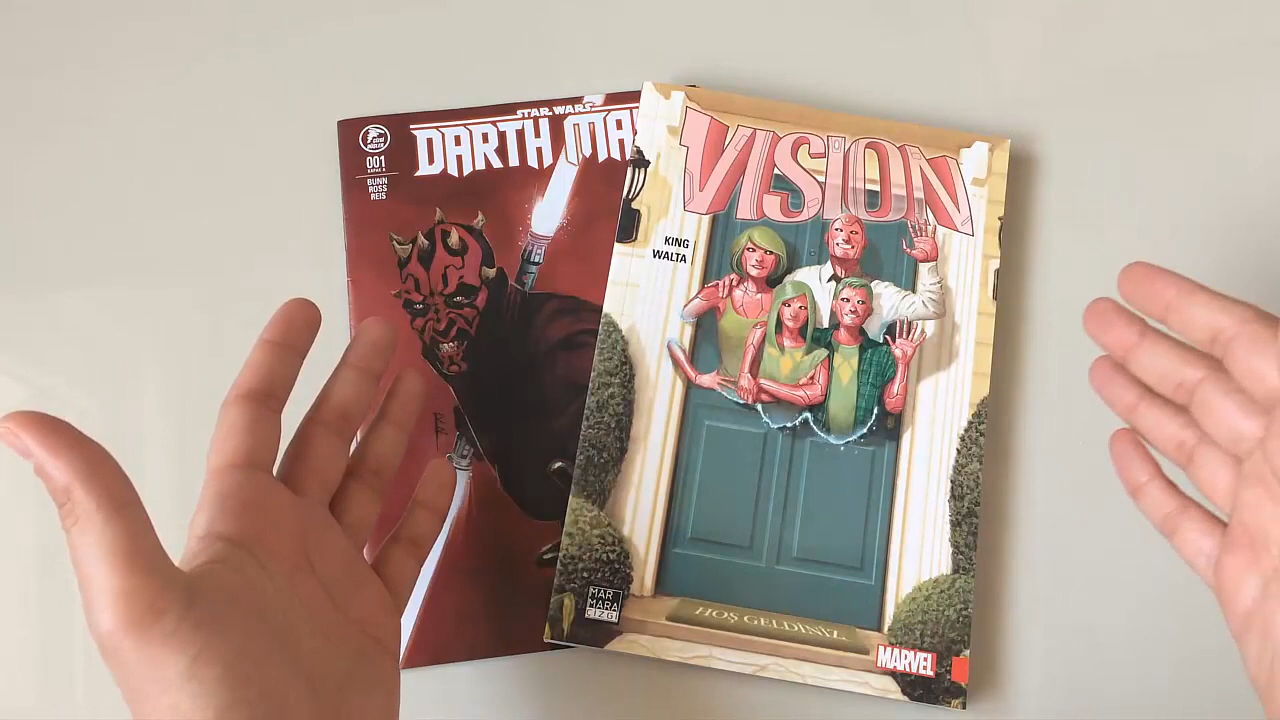 STAR WARS
DARTH MA
001
KAPAK A
BUNN
ROSS
REIS
VISION
KING
WALTA
MAR
MARA
ÇİZGİ
HOŞ GELDİNİZ
MARVEL